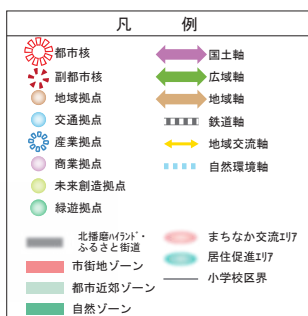 凡 例
都市核
副都市核
地域拠点
交通拠点
産業拠点
商業拠点
未来創造拠点
緑遊拠点
国土軸
広域軸
地域軸
鉄道軸
地域交流軸
自然環境軸
北播磨ﾊｲﾗﾝﾄﾞ・
ふるさと街道
市街地ゾーン
都市近郊ゾーン
自然ゾーン
まちなか交流ｴﾘｱ
居住促進ｴﾘｱ
小学校区界